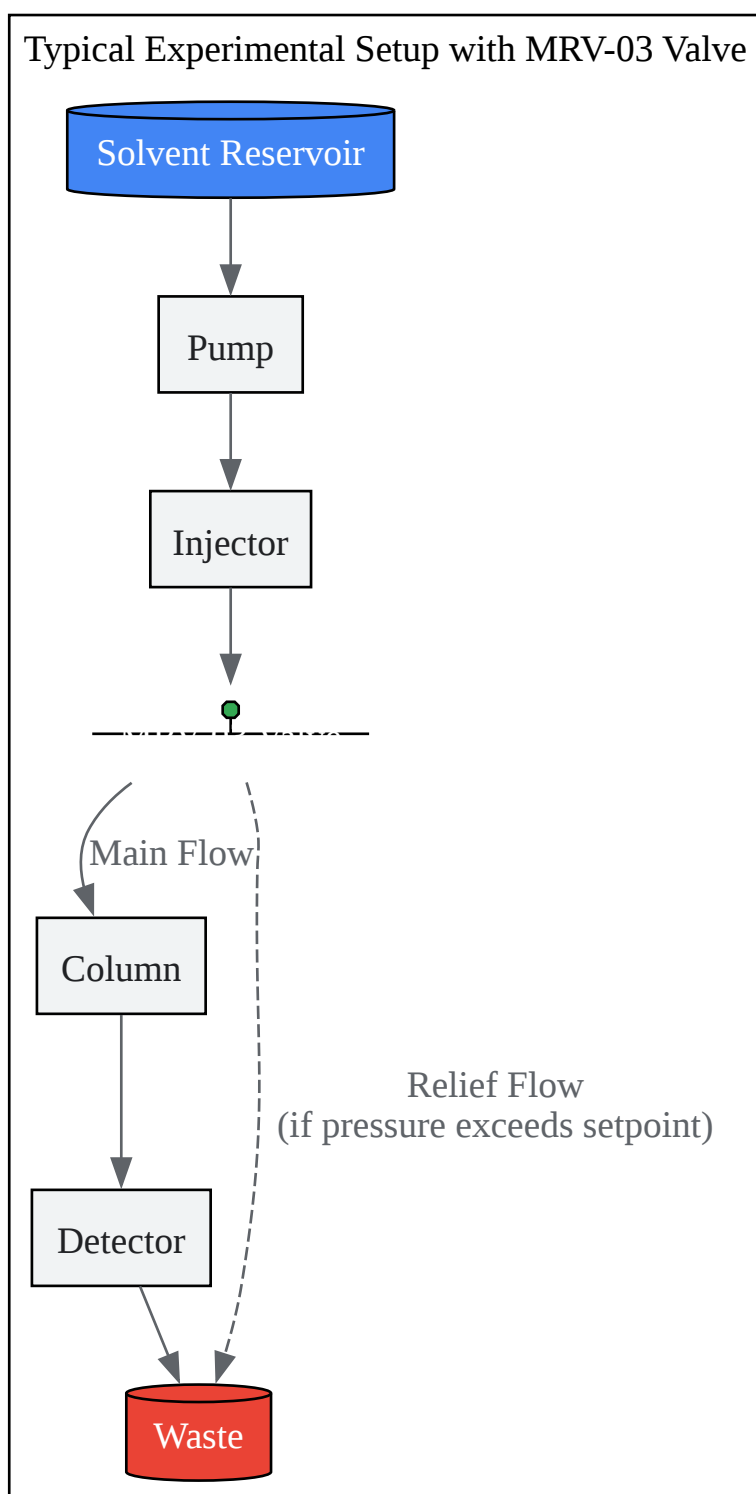 Typical Experimental Setup with MRV-03 Valve
Solvent Reservoir
Pump
Injector
Main Flow
Column
Relief Flow
(if pressure exceeds setpoint)
Detector
Waste